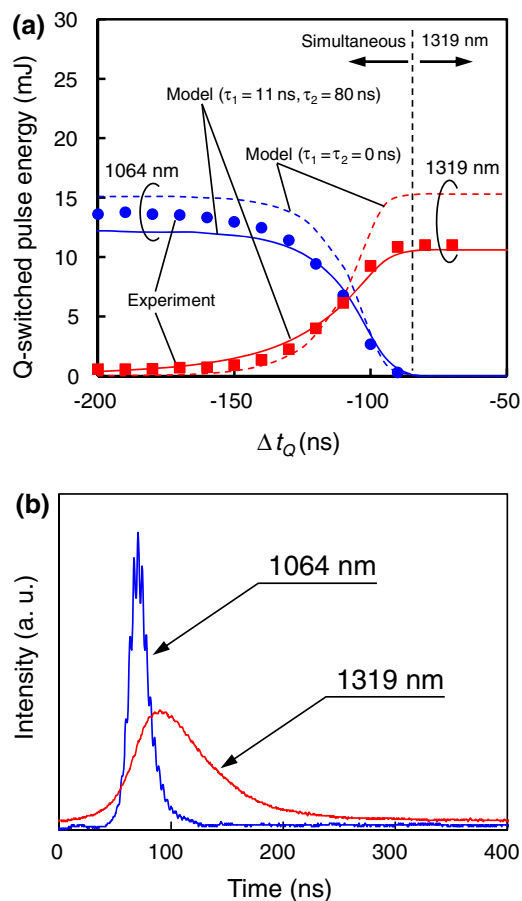 (a)
30
25
20
15
10
5
0
Q-switched pulse energy (mJ)
Simultaneous
1319 nm
Model (τ₁ = 11 ns, τ₂ = 80 ns)
1064 nm
Model (τ₁ = τ₂ = 0 ns)
1319 nm
Experiment
-200
-150
-100
-50
Δt_Q (ns)
(b)
1064 nm
1319 nm
Intensity (a. u.)
0
100
200
300
400
Time (ns)